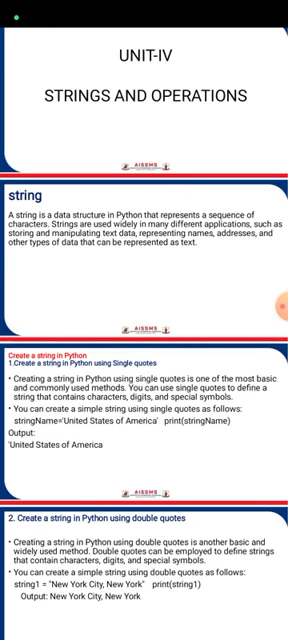 UNIT-IV
STRINGS AND OPERATIONS
AISSMS
string
A string is a data structure in Python that represents a sequence of
characters. Strings are used widely in many different applications, such as
storing and manipulating text data, representing names, addresses, and
other types of data that can be represented as text.
AISSMS
Create a string in Python
1.Create a string in Python using Single quotes
• Creating a string in Python using single quotes is one of the most basic
and commonly used methods. You can use single quotes to define a
string that contains characters, digits, and special symbols.
• You can create a simple string using single quotes as follows:
stringName='United States of America' print(stringName)
Output:
'United States of America
AISSMS
2. Create a string in Python using double quotes
• Creating a string in Python using double quotes is another basic and
widely used method. Double quotes can be employed to define strings
that contain characters, digits, and special symbols.
• You can create a simple string using double quotes as follows:
string1 = "New York City, New York" print(string1)
Output: New York City, New York